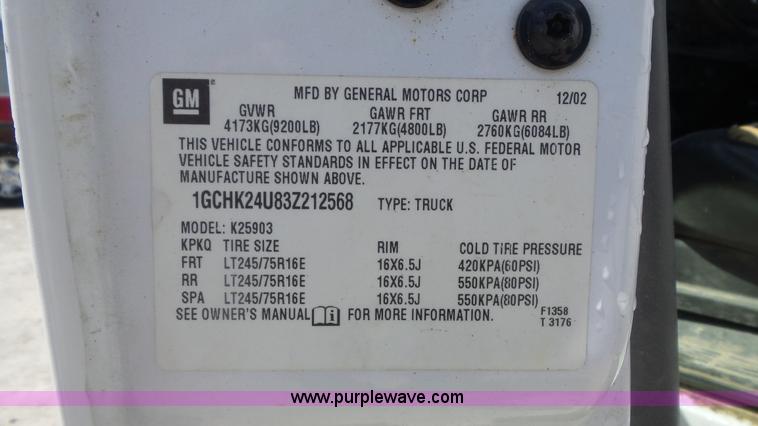 GM
MFD BY GENERAL MOTORS CORP 12/02
GVWR GAWR FRT GAWR RR
4173KG(9200LB) 2177KG(4800LB) 2760KG(6084LB)
THIS VEHICLE CONFORMS TO ALL APPLICABLE U.S. FEDERAL MOTOR
VEHICLE SAFETY STANDARDS IN EFFECT ON THE DATE OF
MANUFACTURE SHOWN ABOVE.
1GCHK24U83Z212568 TYPE: TRUCK
MODEL: K25903
KPKQ TIRE SIZE RIM COLD TIRE PRESSURE
FRT LT245/75R16E 16X6.5J 420KPA(60PSI)
RR LT245/75R16E 16X6.5J 550KPA(80PSI)
SPA LT245/75R16E 16X6.5J 550KPA(80PSI)
SEE OWNER'S MANUAL FOR MORE INFORMATION. F1358
T 3176
www.purplewave.com